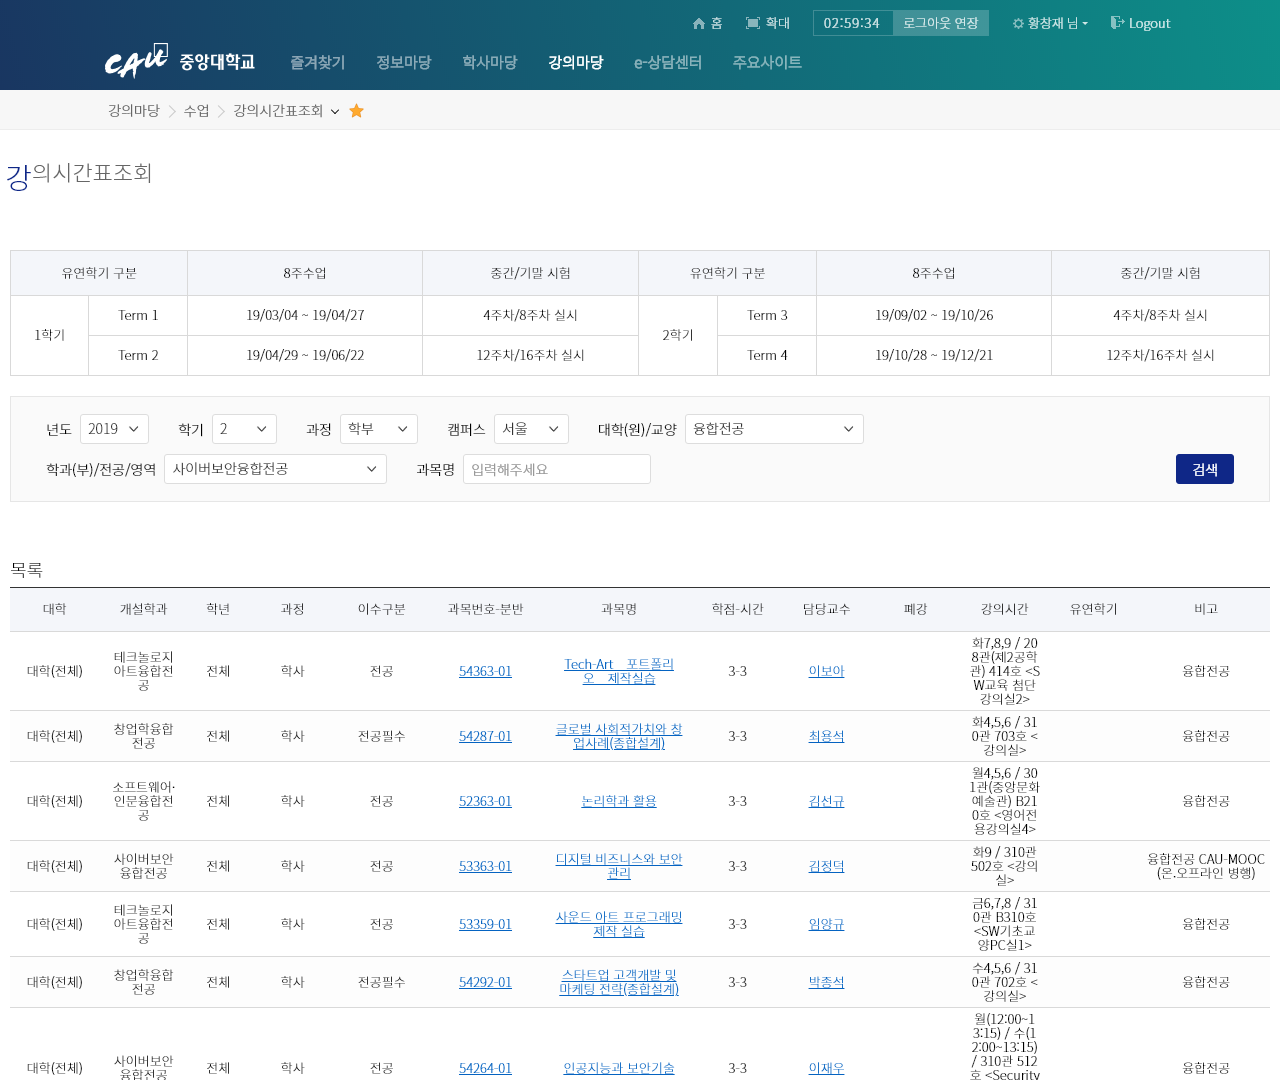 홈 확대 02:59:34 로그아웃 연장 황창재 님 Logout
CAU 중앙대학교 즐겨찾기 정보마당 학사마당 강의마당 e-상담센터 주요사이트
강의마당 수업 강의시간표조회
강의시간표조회
유연학기 구분 8주수업 중간/기말 시험 유연학기 구분 8주수업 중간/기말 시험
1학기 Term 1 19/03/04 ~ 19/04/27 4주차/8주차 실시 2학기 Term 3 19/09/02 ~ 19/10/26 4주차/8주차 실시
Term 2 19/04/29 ~ 19/06/22 12주차/16주차 실시 Term 4 19/10/28 ~ 19/12/21 12주차/16주차 실시
년도 2019 학기 2 과정 학부 캠퍼스 서울 대학(원)/교양 융합전공
학과(부)/전공/영역 사이버보안융합전공 과목명 입력해주세요 검색
목록
대학 개설학과 학년 과정 이수구분 과목번호-분반 과목명 학점-시간 담당교수 폐강 강의시간 유연학기 비고
대학(전체)
테크놀로지
아트융합전
공
전체 학사 전공 54363-01
Tech-Art 포트폴리
오 제작실습
3-3 이보아
화7,8,9 / 20
8관(제2공학
관) 414호 <S
W교육 첨단
강의실2>
융합전공
대학(전체)
창업학융합
전공
전체 학사 전공필수 54287-01
글로벌 사회적가치와 창
업사례(종합설계)
3-3 최용석
화4,5,6 / 31
0관 703호 <
강의실>
융합전공
대학(전체)
소프트웨어·
인문융합전
공
전체 학사 전공 52363-01
논리학과 활용
3-3 김선규
월4,5,6 / 30
1관(중앙문화
예술관) B21
0호 <영어전
용강의실4>
융합전공
대학(전체)
사이버보안
융합전공
전체 학사 전공 53363-01
디지털 비즈니스와 보안
관리
3-3 김정덕
화9 / 310관
502호 <강의
실>
융합전공 CAU-MOOC
(온.오프라인 병행)
대학(전체)
테크놀로지
아트융합전
공
전체 학사 전공 53359-01
사운드 아트 프로그래밍
제작 실습
3-3 임양규
금6,7,8 / 31
0관 B310호
<SW기초교
양PC실1>
융합전공
대학(전체)
창업학융합
전공
전체 학사 전공필수 54292-01
스타트업 고객개발 및
마케팅 전략(종합설계)
3-3 박종석
수4,5,6 / 31
0관 702호 <
강의실>
융합전공
대학(전체)
사이버보안
융합전공
전체 학사 전공 54264-01
인공지능과 보안기술
3-3 이재우
월(12:00~1
3:15) / 수(1
2:00~13:15)
/ 310관 512
호 <Security
융합전공